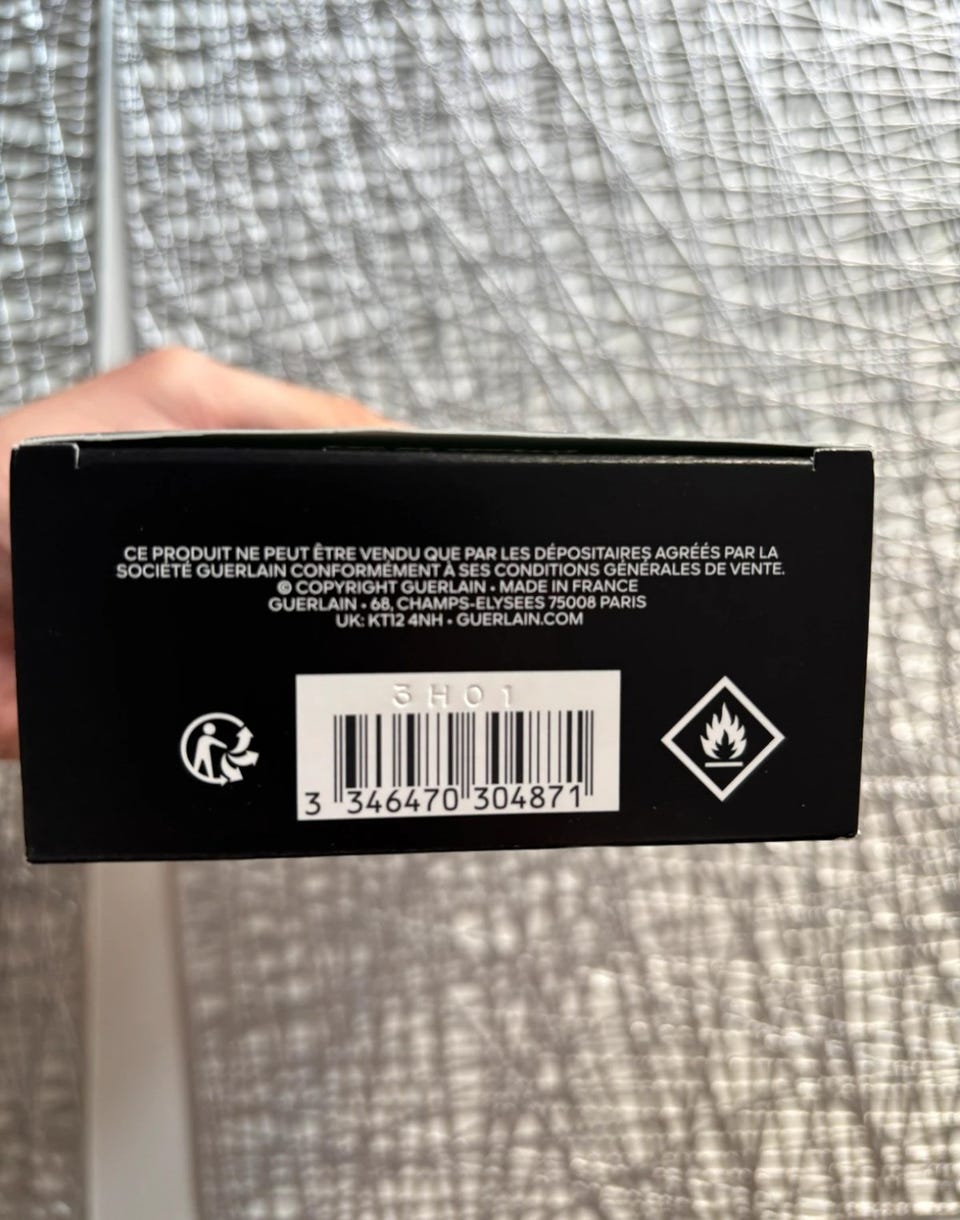 CE PRODUIT NE PEUT ÊTRE VENDU QUE PAR LES DÉPOSITAIRES AGRÉÉS PAR LA
SOCIÉTÉ GUERLAIN CONFORMÉMENT À SES CONDITIONS GÉNÉRALES DE VENTE.
© COPYRIGHT GUERLAIN • MADE IN FRANCE
GUERLAIN • 68, CHAMPS-ELYSEES 75008 PARIS
UK: KT12 4NH • GUERLAIN.COM
3H01
3 346470 304871